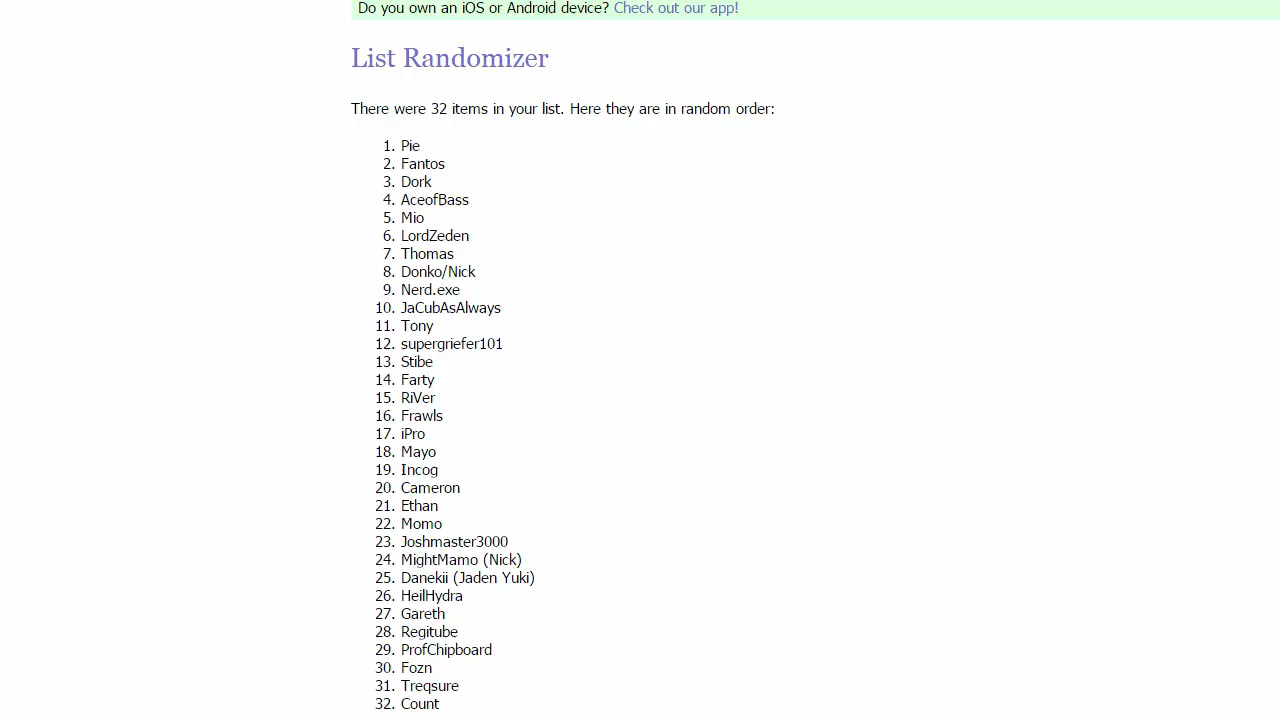 Do you own an iOS or Android device? Check out our app!
List Randomizer
There were 32 items in your list. Here they are in random order:
1. Pie
2. Fantos
3. Dork
4. AceofBass
5. Mio
6. LordZeden
7. Thomas
8. Donko/Nick
9. Nerd.exe
10. JaCubAsAlways
11. Tony
12. supergriefer101
13. Stibe
14. Farty
15. RiVer
16. Frawls
17. iPro
18. Mayo
19. Incog
20. Cameron
21. Ethan
22. Momo
23. Joshmaster3000
24. MightMamo (Nick)
25. Danekii (Jaden Yuki)
26. HeilHydra
27. Gareth
28. Regitube
29. ProfChipboard
30. Fozn
31. Treqsure
32. Count